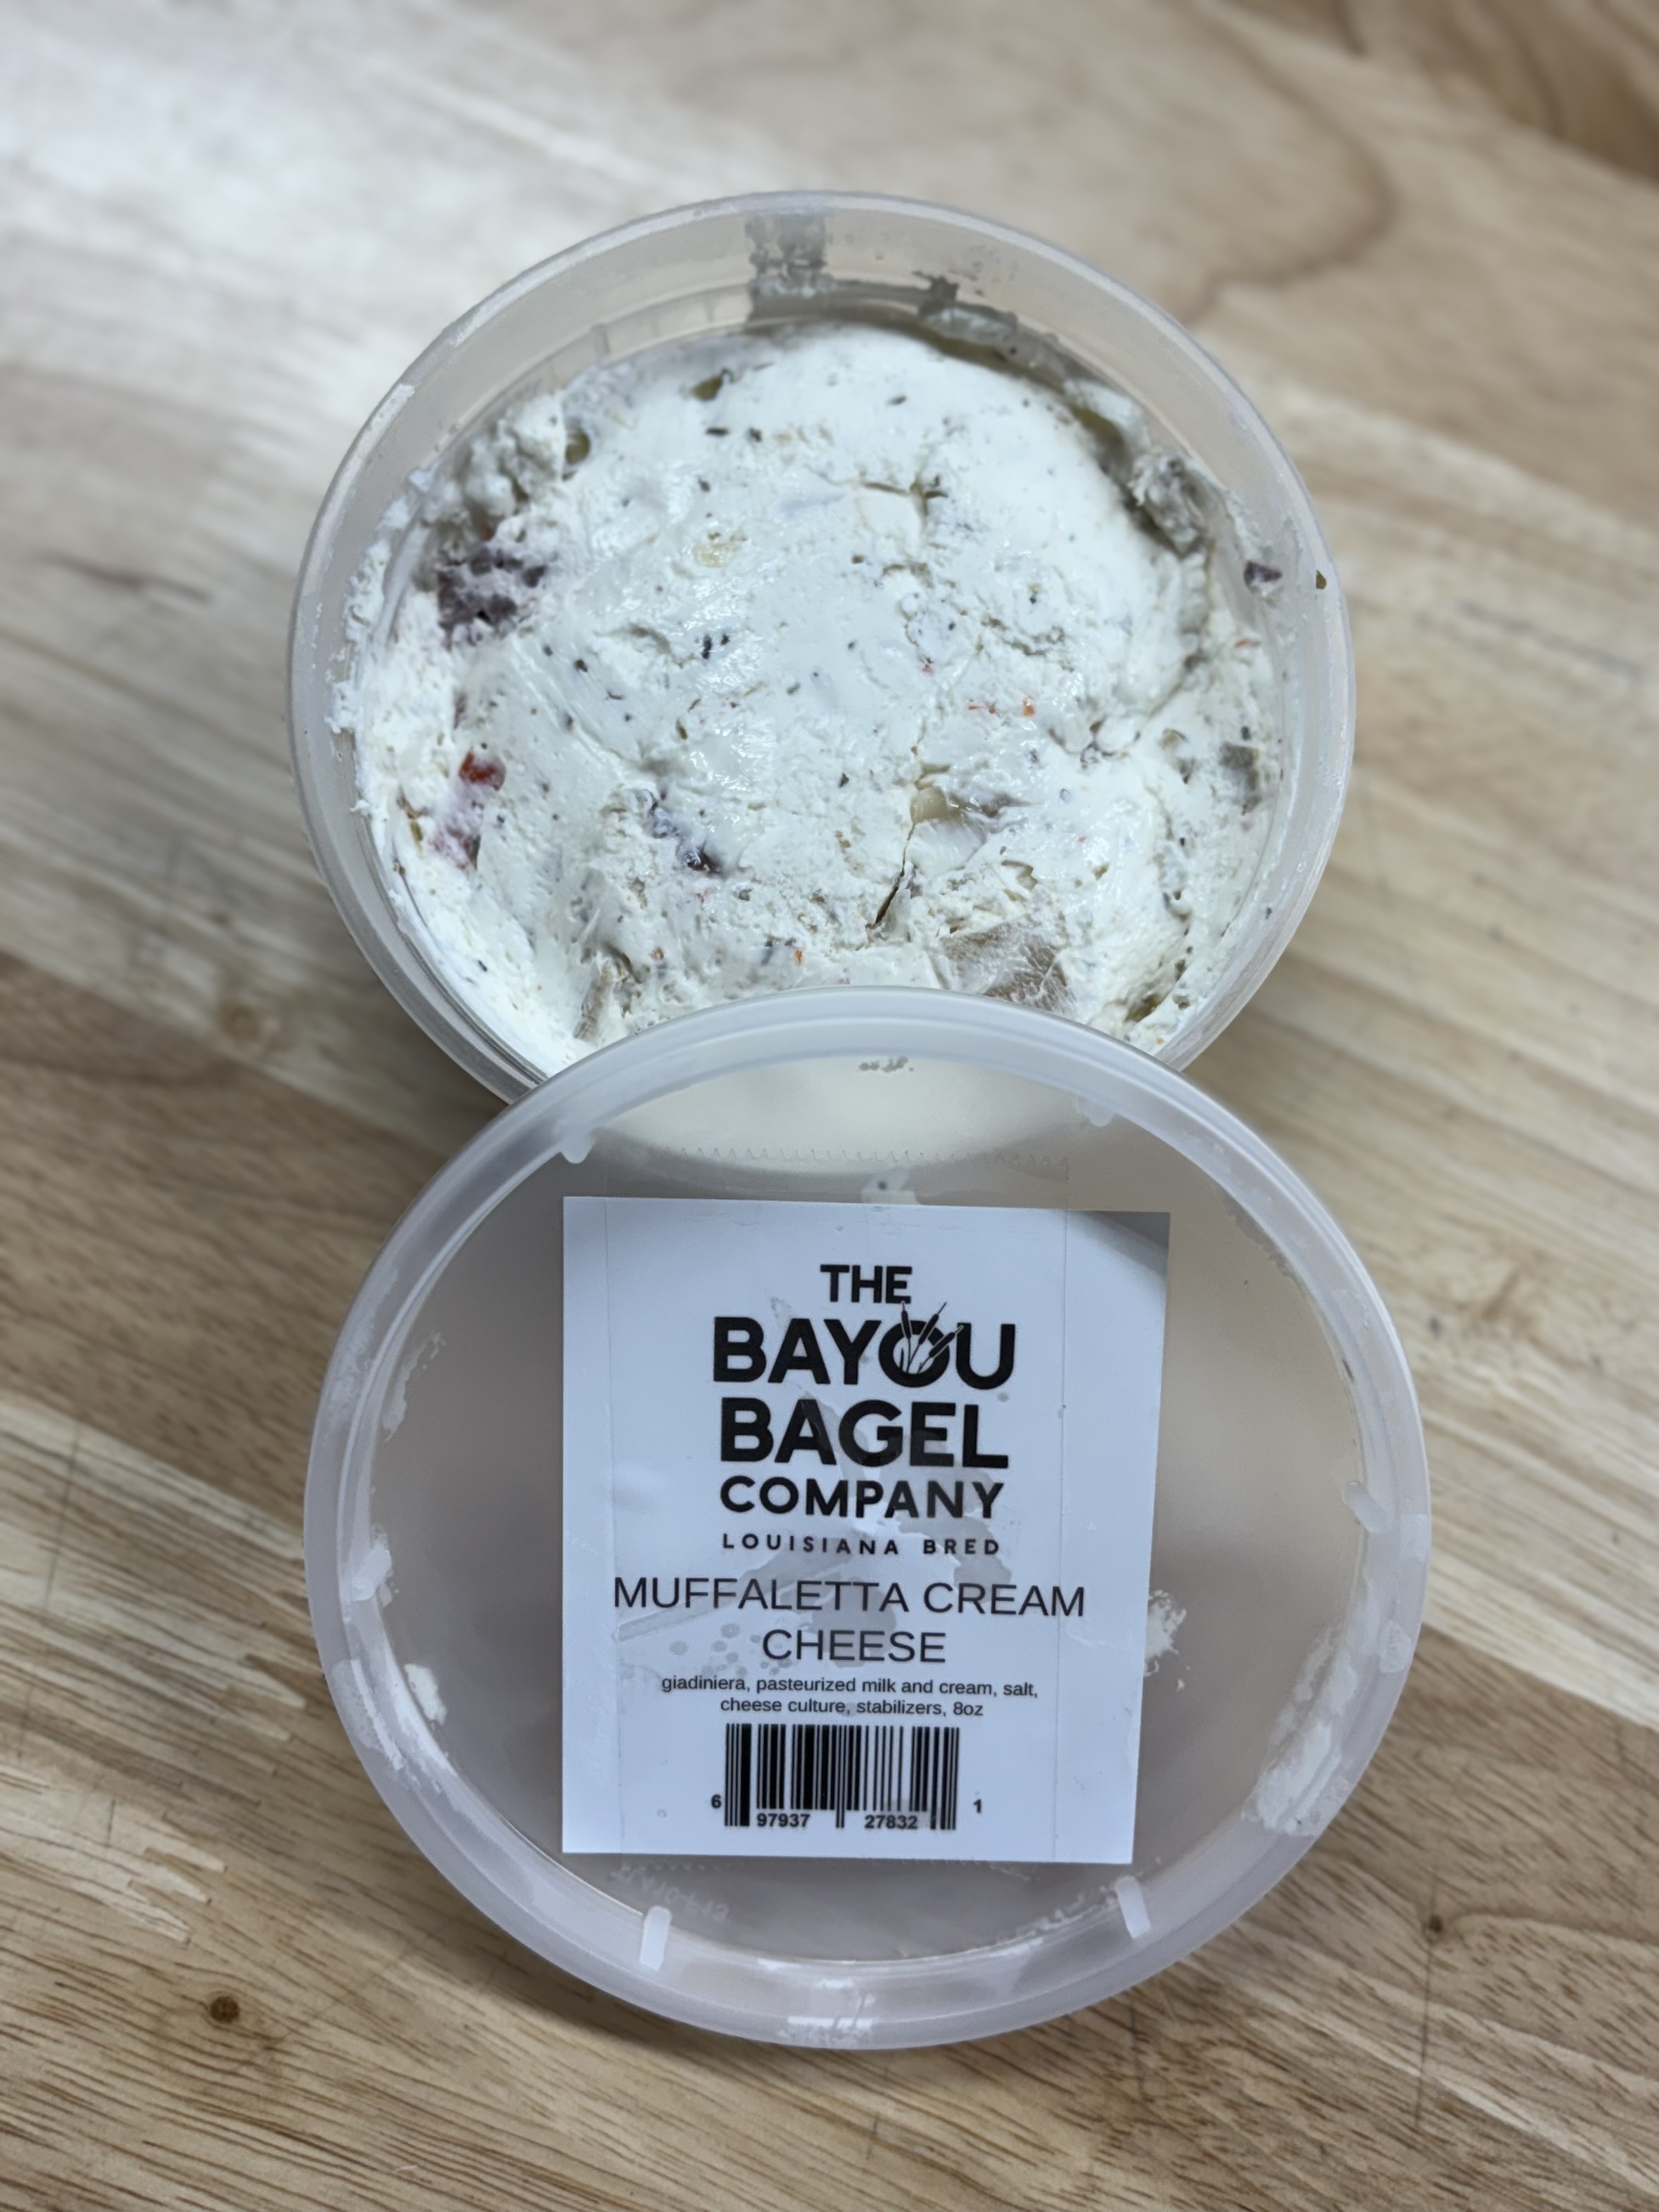 THE
BAYOU
BAGEL
COMPANY
LOUISIANA BRED
MUFFALETTA CREAM
CHEESE
giadiniera, pasteurized milk and cream, salt,
cheese culture, stabilizers, 8oz
6 97937 27832 1